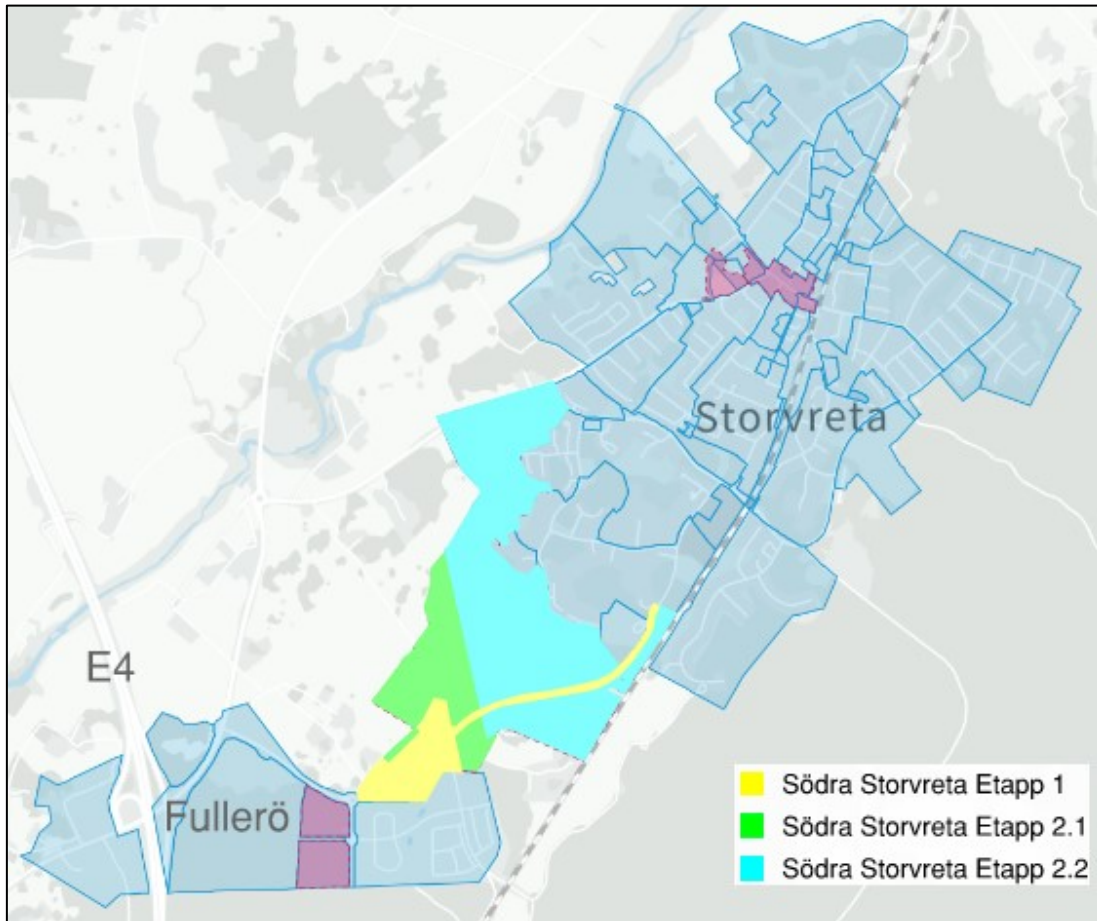 Storvreta
E4
Fullerö
Södra Storvreta Etapp 1
Södra Storvreta Etapp 2.1
Södra Storvreta Etapp 2.2